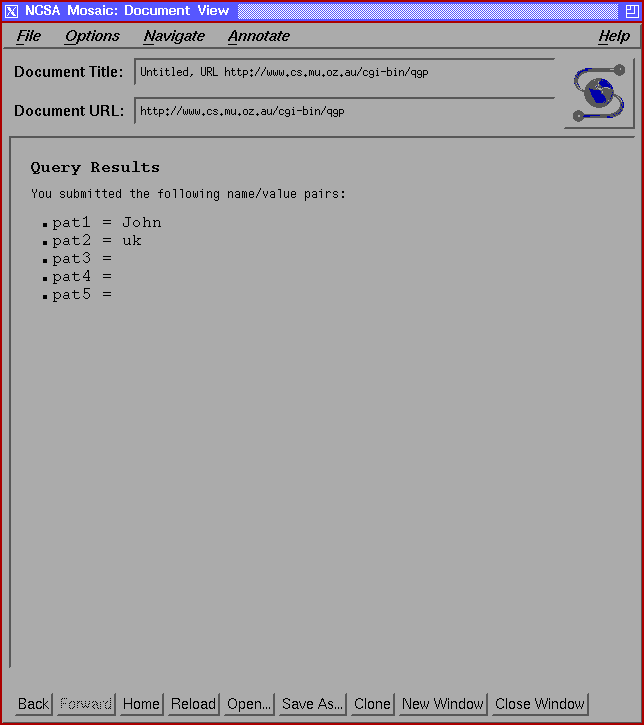 NCSA Mosaic: Document View
File Options Navigate Annotate Help
Document Title: Untitled, URL http://www.cs.mu.oz.au/cgi-bin/qgp
Document URL: http://www.cs.mu.oz.au/cgi-bin/qgp
Query Results
You submitted the following name/value pairs:
pat1 = John
pat2 = uk
pat3 =
pat4 =
pat5 =
Back Forward Home Reload Open... Save As... Clone New Window Close Window